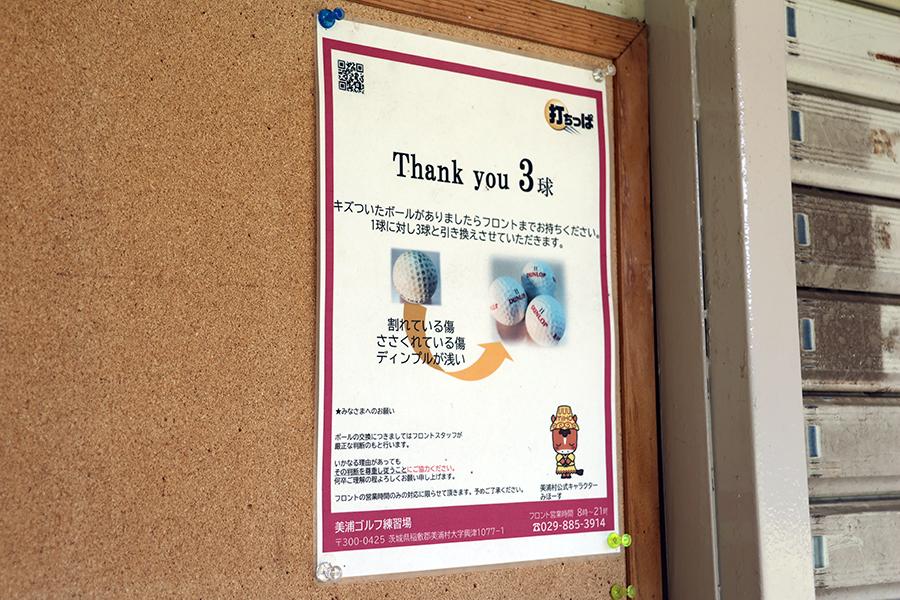 打ちっぱ
Thank you 3球
キズついたボールがありましたらフロントまでお持ちください。
1球に対し3球と引き換えさせていただきます。
DUNLOP
DUNLOP
割れている傷
ささくれている傷
ディンプルが浅い
★みなさまへのお願い
ボールの交換につきましてはフロントスタッフが
厳正な判断のもと行います。
いかなる理由があっても
その判断を尊重し従うことにご協力ください。
何卒ご理解の程よろしくお願い申し上げます。
フロントの営業時間のみの対応に限らせて頂きます。予めご了承ください。
美浦村公式キャラクター
みほーす
美浦ゴルフ練習場
〒300-0425 茨城県稲敷郡美浦村大字興津1077-1
フロント営業時間 8時～21時
☎029-885-3914